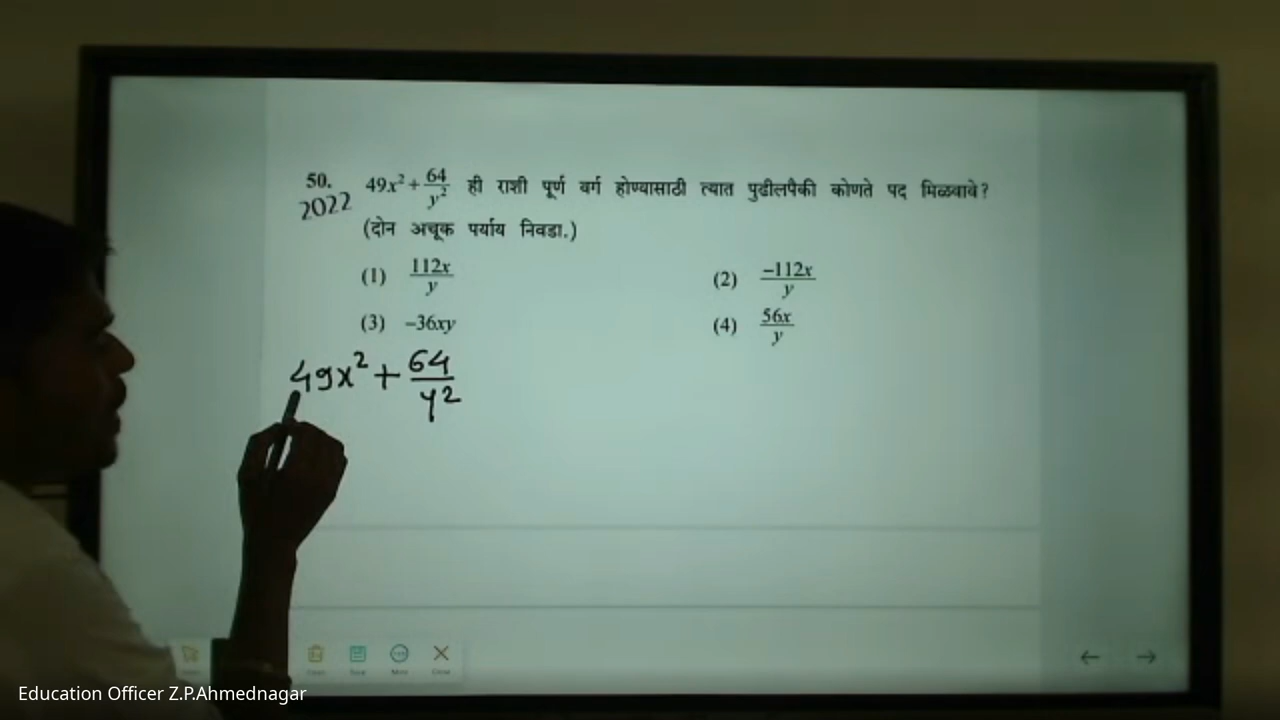 50. 49x² + 64/y² ही राशी पूर्ण वर्ग होण्यासाठी त्यात पुढीलपैकी कोणते पद मिळवावे?
2022
(दोन अचूक पर्याय निवडा.)
(1) 112x/y (2) –112x/y
(3) –36xy (4) 56x/y
49x² + 64/y²
Education Officer Z.P.Ahmednagar